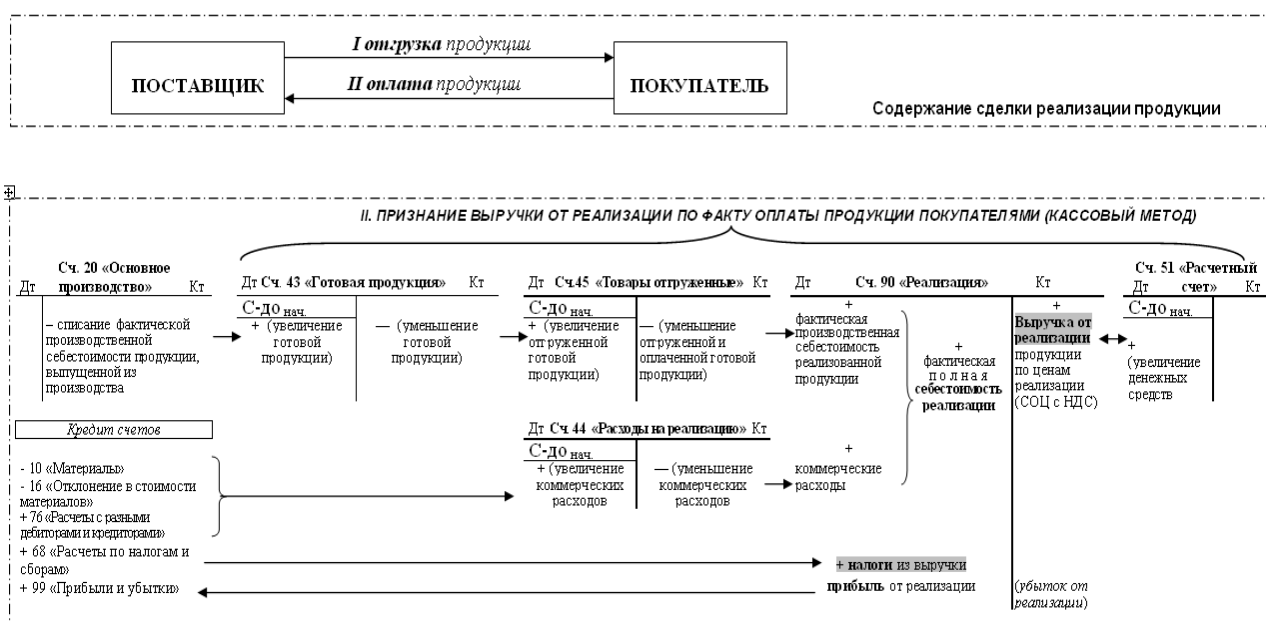 I отгрузка продукции
ПОСТАВЩИК
II оплата продукции
ПОКУПАТЕЛЬ
Содержание сделки реализации продукции
II. ПРИЗНАНИЕ ВЫРУЧКИ ОТ РЕАЛИЗАЦИИ ПО ФАКТУ ОПЛАТЫ ПРОДУКЦИИ ПОКУПАТЕЛЯМИ (КАССОВЫЙ МЕТОД)
Сч. 20 «Основное
Дт производство» Кт
– списание фактической
производственной
себестоимости продукции,
выпущенной из
производства
Дт Сч. 43 «Готовая продукция» Кт
С-до нач.
+ (увеличение
готовой
продукции)
— (уменьшение
готовой
продукции)
Дт Сч.45 «Товары отгруженные» Кт
С-до нач.
+ (увеличение
отгруженной
готовой
продукции)
— (уменьшение
отгруженной и
оплаченной готовой
продукции)
Дт Сч. 90 «Реализация» Кт
+
фактическая
производственная
себестоимость
реализованной
продукции
+
фактическая
полная
себестоимость
реализации
+
Выручка от
реализации
продукции
по ценам
реализации
(СОЦ с НДС)
Сч. 51 «Расчетный
Дт счет» Кт
С-до нач.
+
(увеличение
денежных
средств
Кредит счетов
- 10 «Материалы»
- 16 «Отклонение в стоимости
материалов»
+ 76 «Расчеты с разными
дебиторами и кредиторами»
+ 68 «Расчеты по налогам и
сборам»
+ 99 «Прибыли и убытки»
Дт Сч. 44 «Расходы на реализацию» Кт
С-до нач.
+ (увеличение
коммерческих
расходов
— (уменьшение
коммерческих
расходов
+
коммерческие
расходы
+ налоги из выручки
прибыль от реализации
(убыток от
реализации)